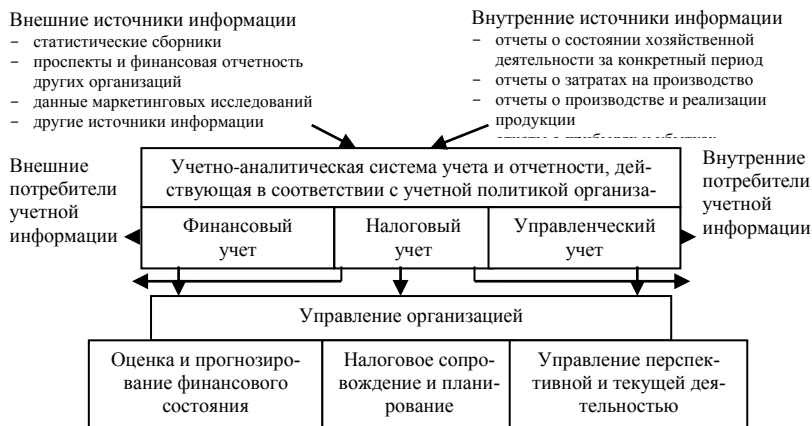 Внешние источники информации
– статистические сборники
– проспекты и финансовая отчетность
других организаций
– данные маркетинговых исследований
– другие источники информации
Внутренние источники информации
– отчеты о состоянии хозяйственной
деятельности за конкретный период
– отчеты о затратах на производство
– отчеты о производстве и реализации
продукции
Внешние
потребители
учетной
информации
Учетно-аналитическая система учета и отчетности, дей-
ствующая в соответствии с учетной политикой организа-
Внутренние
потребители
учетной
информации
Финансовый
учет
Налоговый
учет
Управленческий
учет
Управление организацией
Оценка и прогнозиро-
вание финансового
состояния
Налоговое сопро-
вождение и плани-
рование
Управление перспек-
тивной и текущей дея-
тельностью